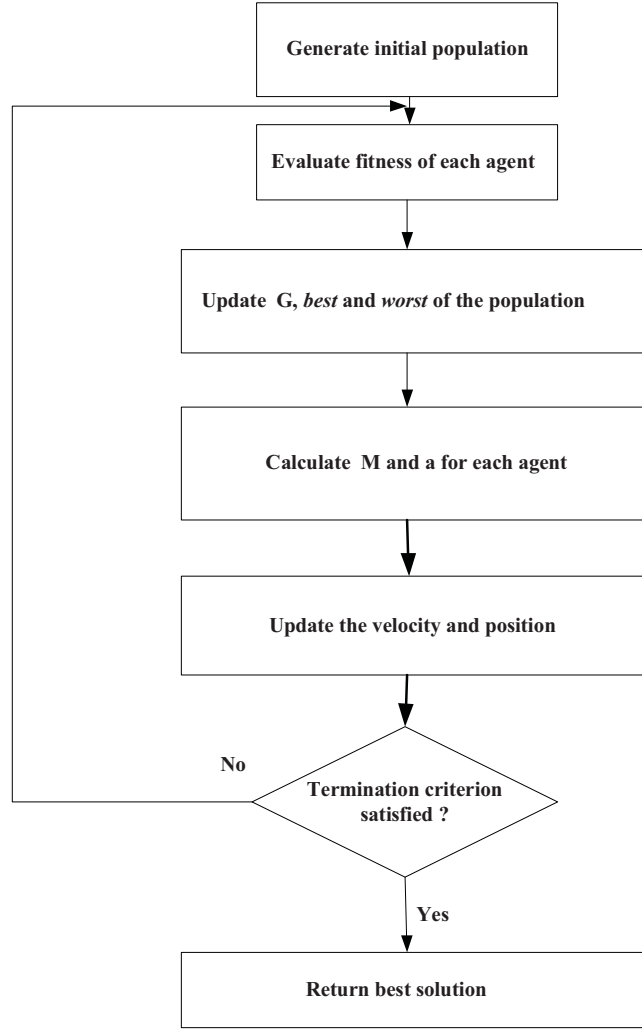 Generate initial population
Evaluate fitness of each agent
Update G, best and worst of the population
Calculate M and a for each agent
Update the velocity and position
No
Termination criterion
satisfied ?
Yes
Return best solution